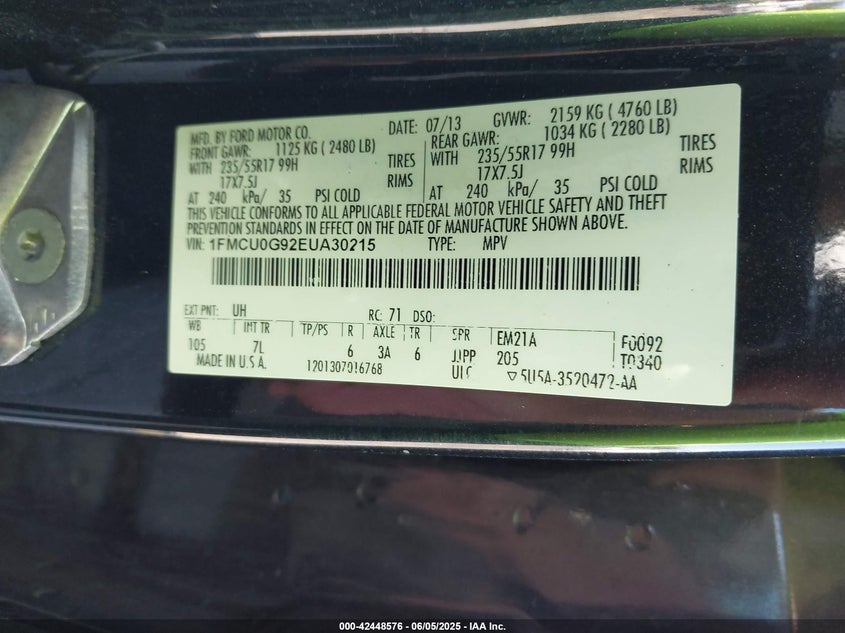 MFD. BY FORD MOTOR CO.
DATE: 07/13 GVWR: 2159 KG ( 4760 LB)
FRONT GAWR: 1125 KG ( 2480 LB)
WITH 235/55R17 99H TIRES
17X7.5J RIMS
AT 240 kPa/ 35 PSI COLD
REAR GAWR: 1034 KG ( 2280 LB)
WITH 235/55R17 99H TIRES
17X7.5J RIMS
AT 240 kPa/ 35 PSI COLD
THIS VEHICLE CONFORMS TO ALL APPLICABLE FEDERAL MOTOR VEHICLE SAFETY AND THEFT
PREVENTION STANDARDS IN EFFECT ON THE DATE OF MANUFACTURE SHOWN ABOVE.
VIN: 1FMCU0G92EUA30215 TYPE: MPV
EXT PNT: UH RC: 71 DSO:
WB INT TR TP/PS R AXLE TR SPR EM21A F0092
105 7L 6 3A 6 205 T0340
MADE IN U.S.A. 1201307016768 5U5A-3520472-AA
000-42448576 - 06/05/2025 - IAA Inc.